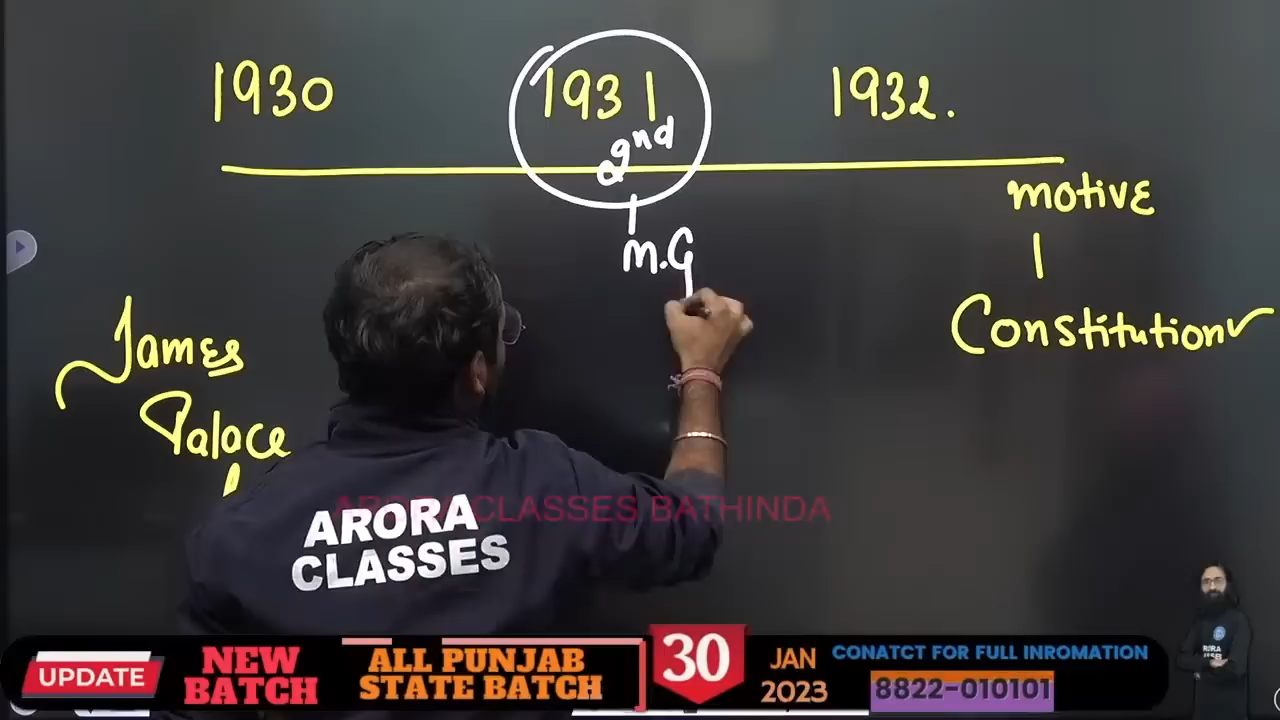 1930 1931 1932.
2nd
M.G
motive
Constitution
James
Palace
ARORA
CLASSES
ARORA CLASSES BATHINDA
UPDATE
NEW
BATCH
ALL PUNJAB
STATE BATCH
30
JAN
2023
CONATCT FOR FULL INROMATION
8822-010101